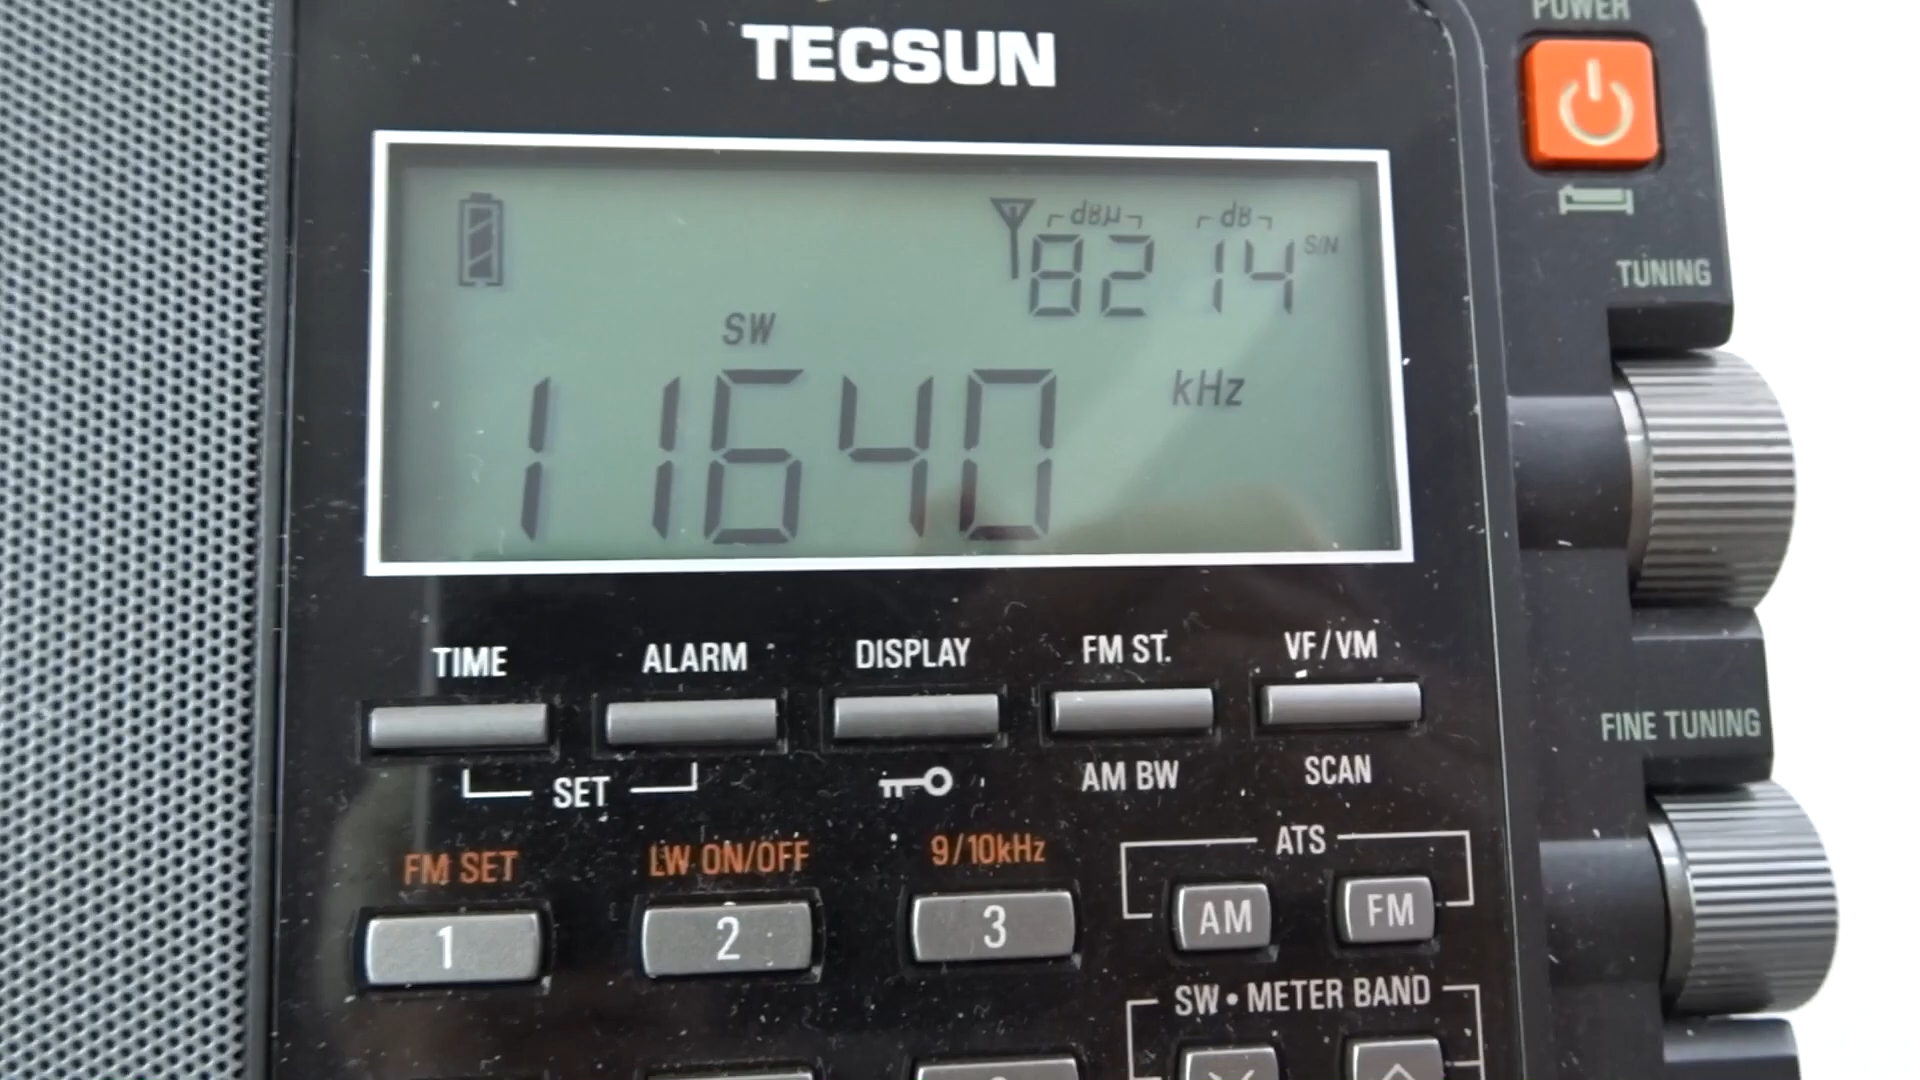 POWER
TECSUN
dBµ dB
82 14 S/N
TUNING
SW
11640 kHz
TIME ALARM DISPLAY FM ST. VF/VM
FINE TUNING
SET AM BW SCAN
FM SET LW ON/OFF 9/10kHz ATS
1 2 3 AM FM
SW•METER BAND